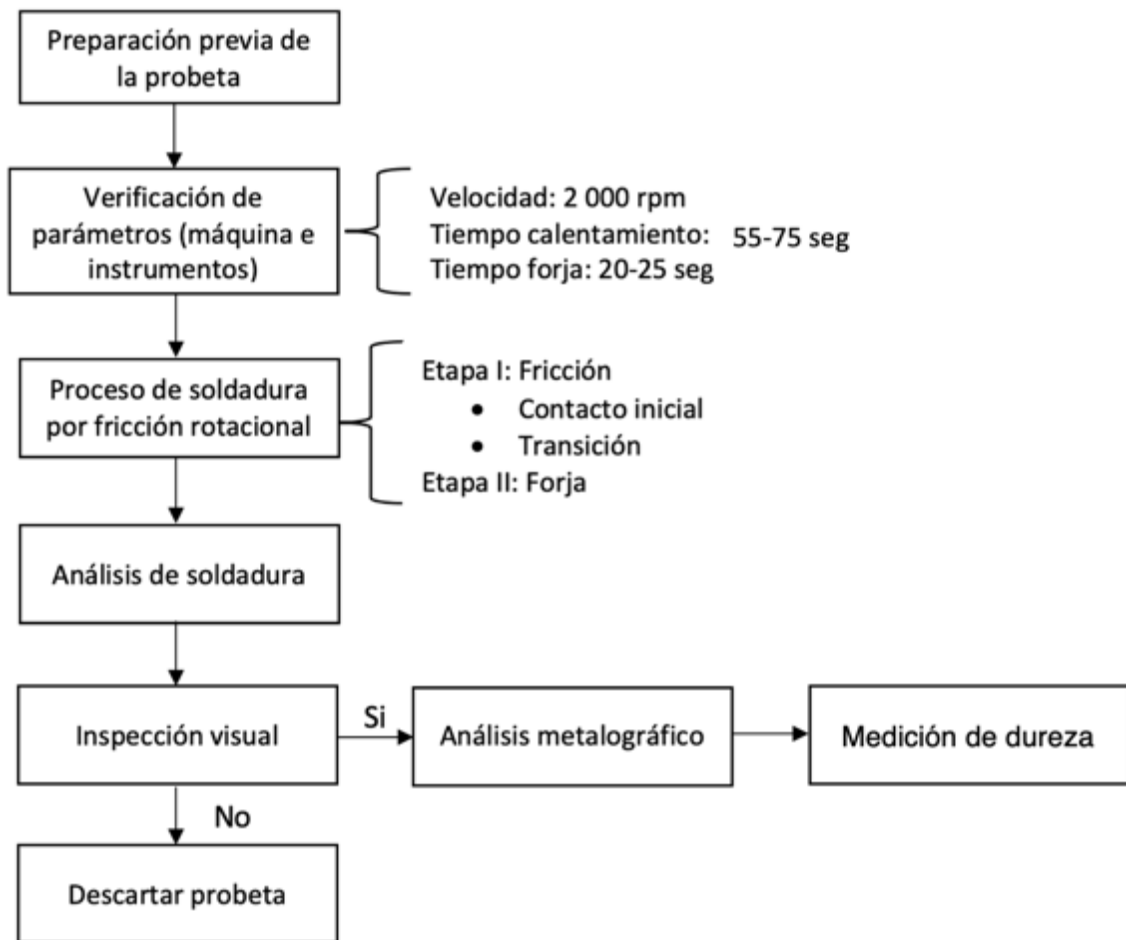 Preparación previa de
la probeta
Verificación de
parámetros (máquina e
instrumentos)
Velocidad: 2 000 rpm
Tiempo calentamiento: 55-75 seg
Tiempo forja: 20-25 seg
Proceso de soldadura
por fricción rotacional
Etapa I: Fricción
• Contacto inicial
• Transición
Etapa II: Forja
Análisis de soldadura
Inspección visual
Si
Análisis metalográfico
Medición de dureza
No
Descartar probeta